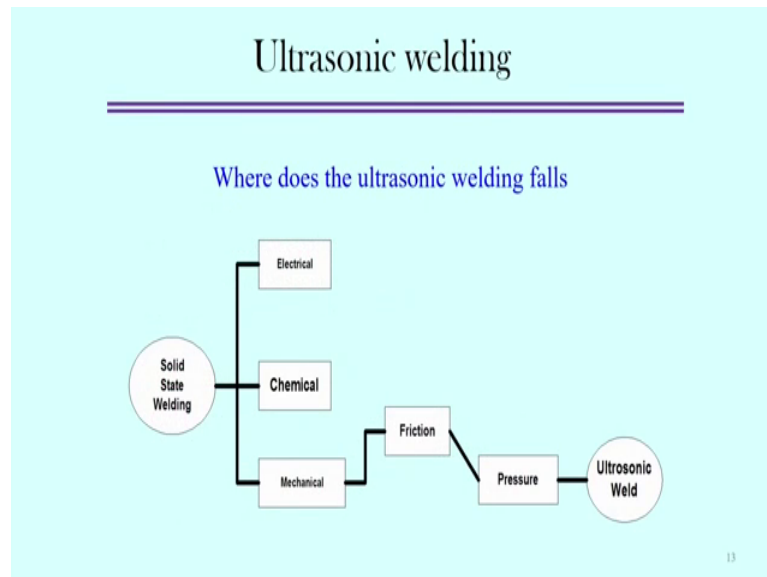 Ultrasonic welding
Where does the ultrasonic welding falls
Electrical
Solid
State
Welding
Chemical
Mechanical
Friction
Pressure
Ultrosonic
Weld
13